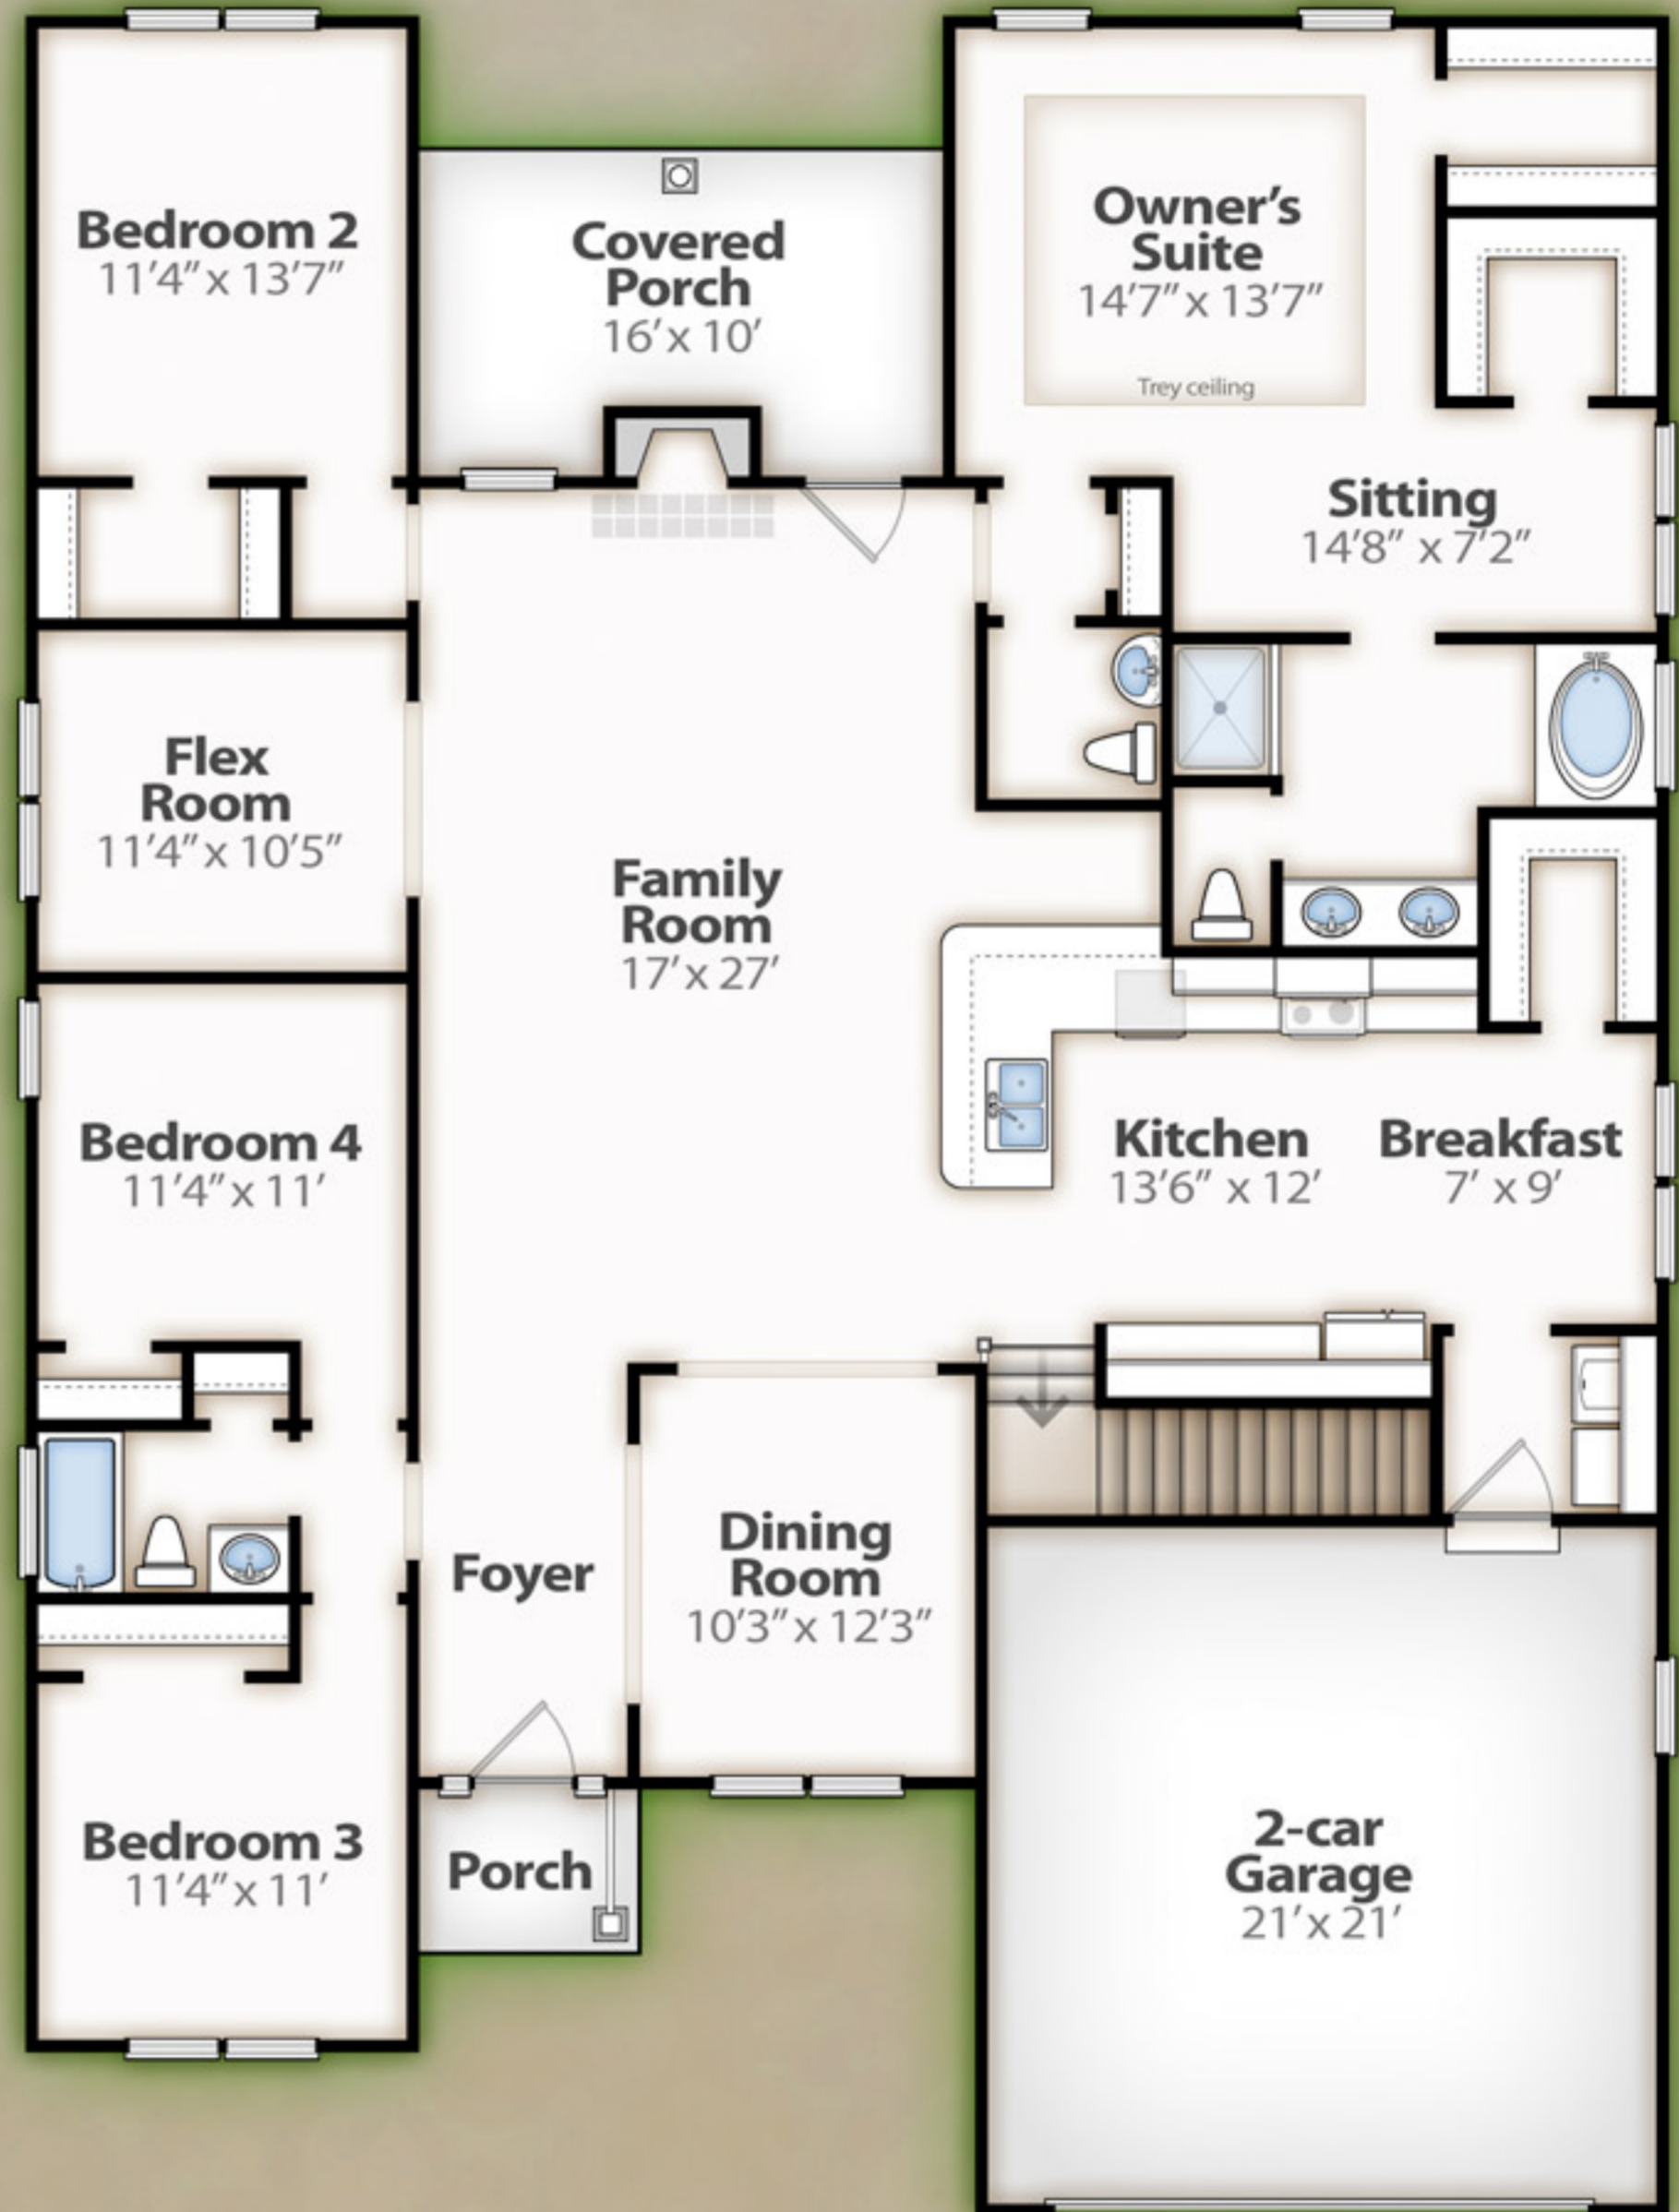 Bedroom 2
11'4" x 13'7"
Covered
Porch
16' x 10'
Owner's
Suite
14'7" x 13'7"
Trey ceiling
Sitting
14'8" x 7'2"
Flex
Room
11'4" x 10'5"
Family
Room
17' x 27'
Bedroom 4
11'4" x 11'
Kitchen
13'6" x 12'
Breakfast
7' x 9'
Foyer
Dining
Room
10'3" x 12'3"
Bedroom 3
11'4" x 11'
Porch
2-car
Garage
21' x 21'